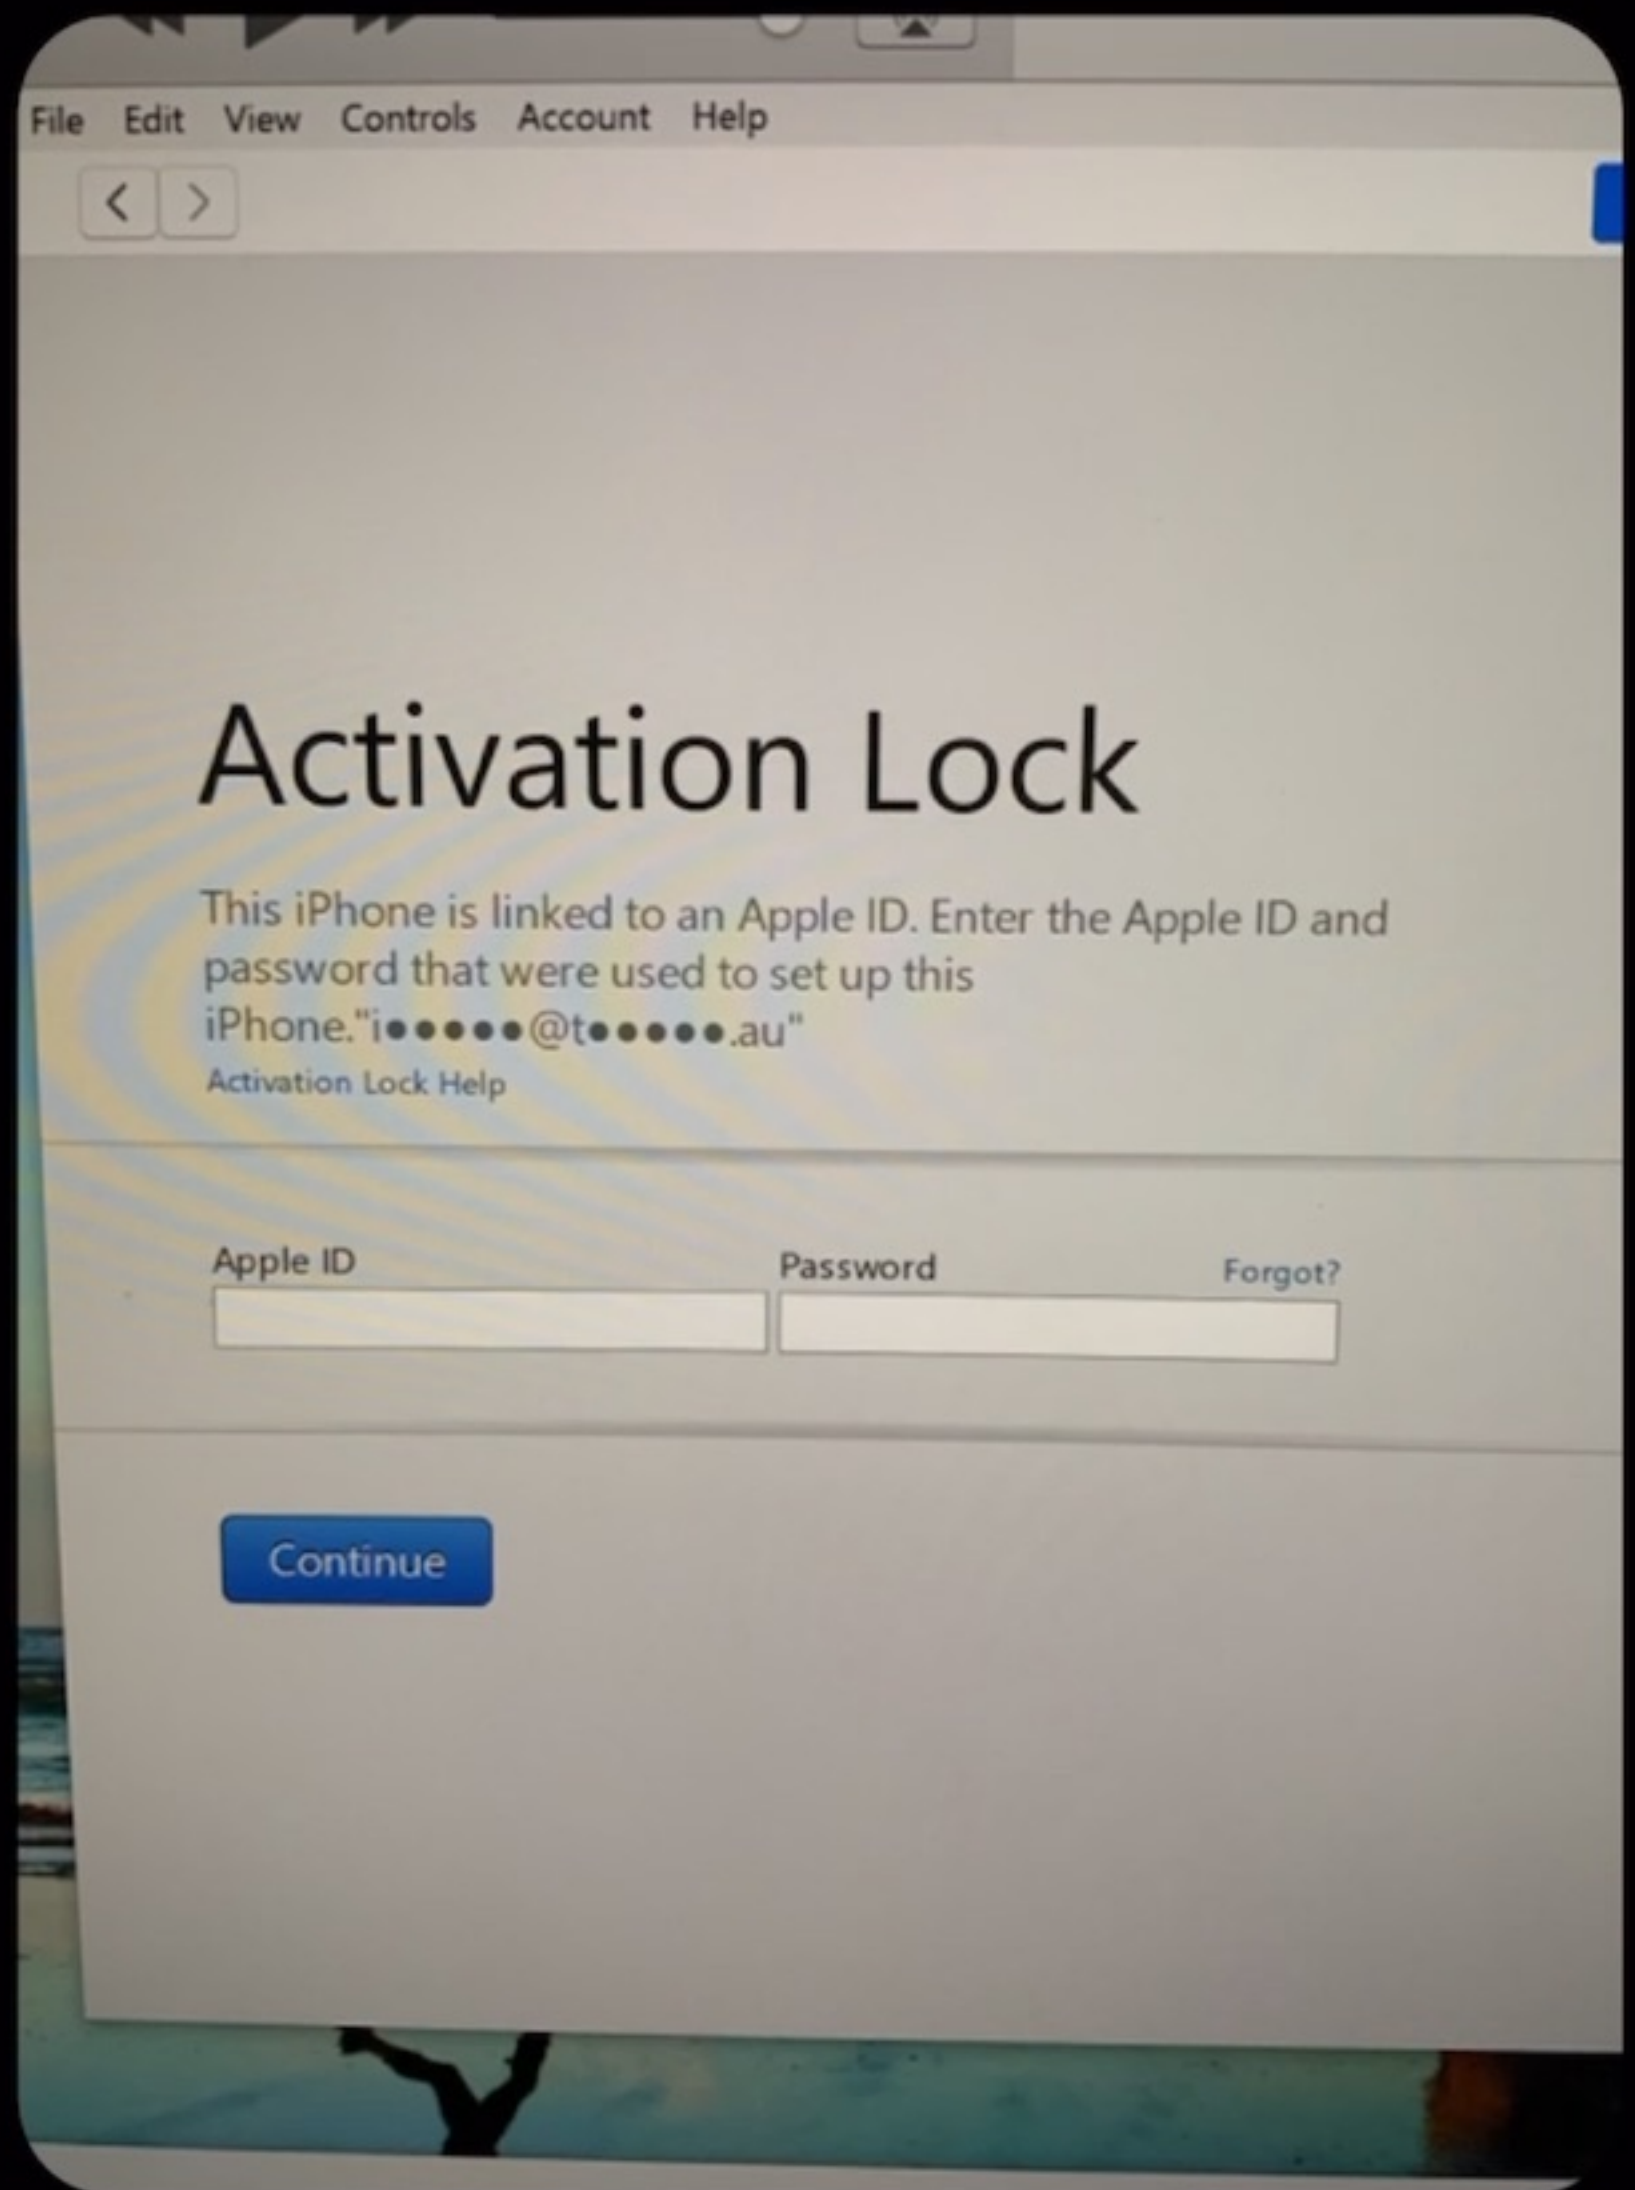 File Edit View Controls Account Help
Activation Lock
This iPhone is linked to an Apple ID. Enter the Apple ID and
password that were used to set up this
iPhone."i●●●●●@t●●●●●.au"
Activation Lock Help
Apple ID Password Forgot?
Continue